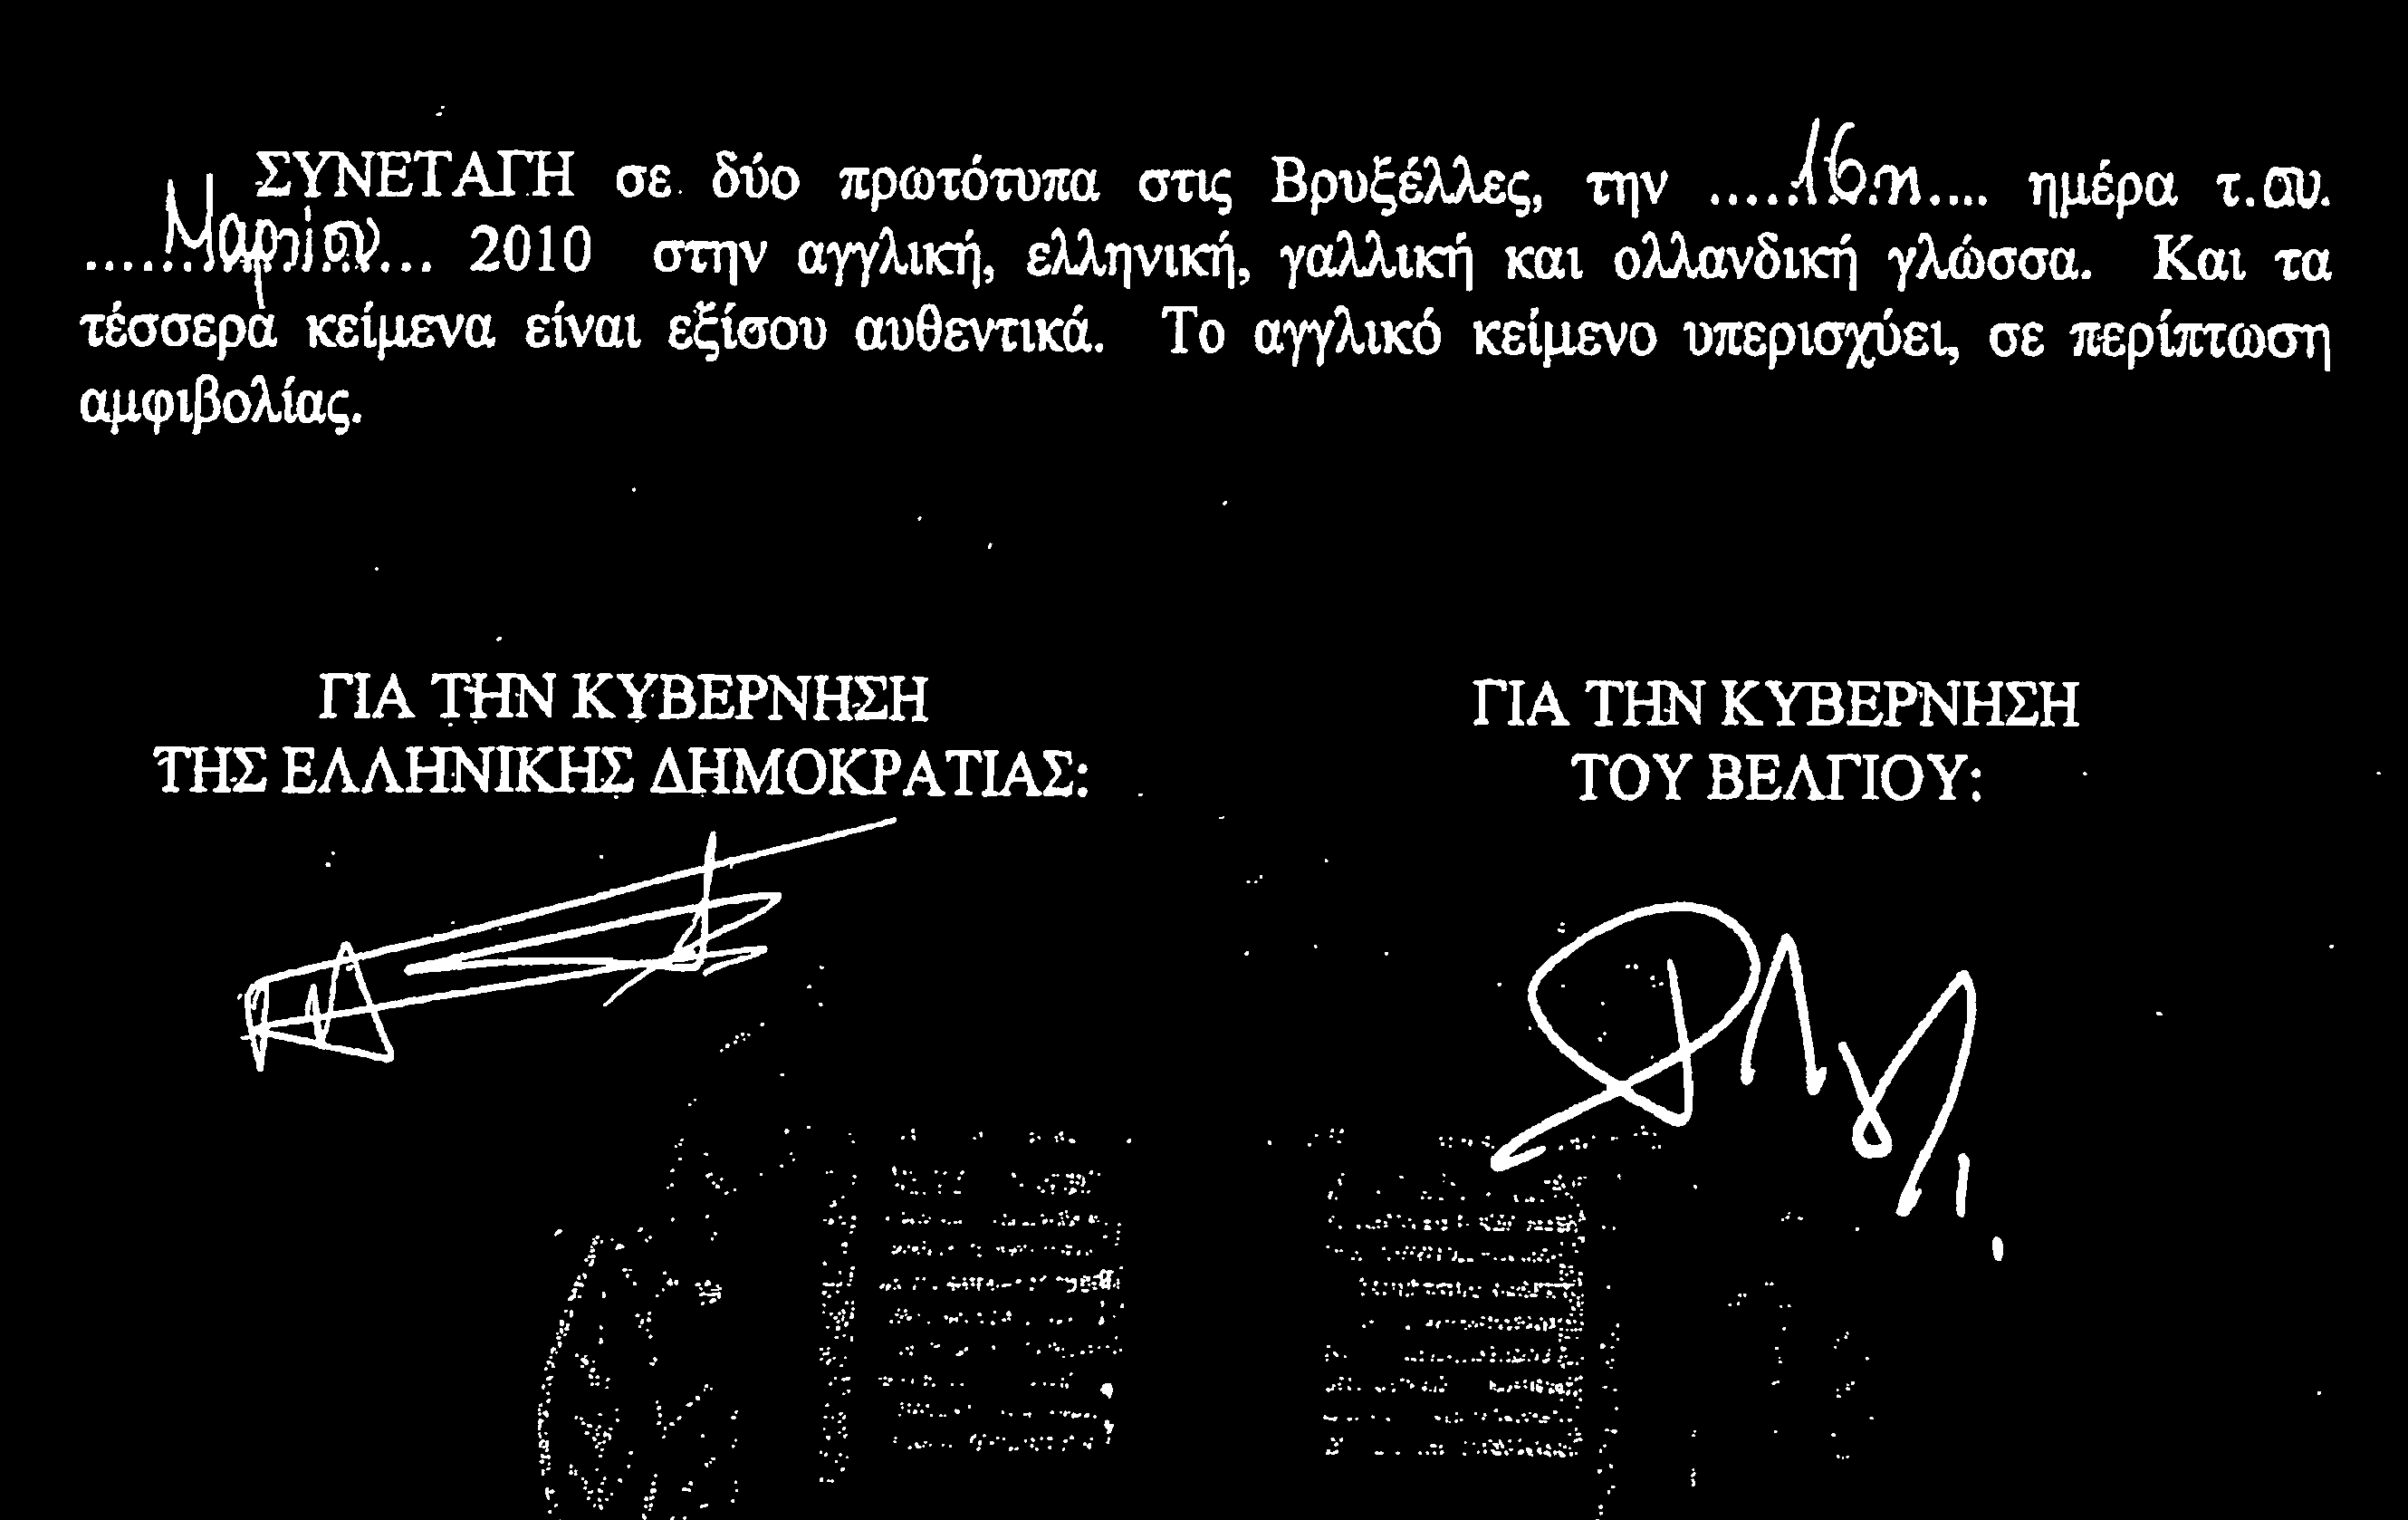 ΣΥΝΕΤΑΓΗ σε δύο πρωτότυπα στις Βρυξέλλες, την .....16η.... ημέρα τ.ου.
......Μαρτίου... 2010 στην αγγλική, ελληνική, γαλλική και ολλανδική γλώσσα. Και τα
τέσσερα κείμενα είναι εξίσου αυθεντικά. Το αγγλικό κείμενο υπερισχύει, σε περίπτωση
αμφιβολίας.
ΓΙΑ ΤΗΝ ΚΥΒΕΡΝΗΣΗ
ΤΗΣ ΕΛΛΗΝΙΚΗΣ ΔΗΜΟΚΡΑΤΙΑΣ:
ΓΙΑ ΤΗΝ ΚΥΒΕΡΝΗΣΗ
ΤΟΥ ΒΕΛΓΙΟΥ: